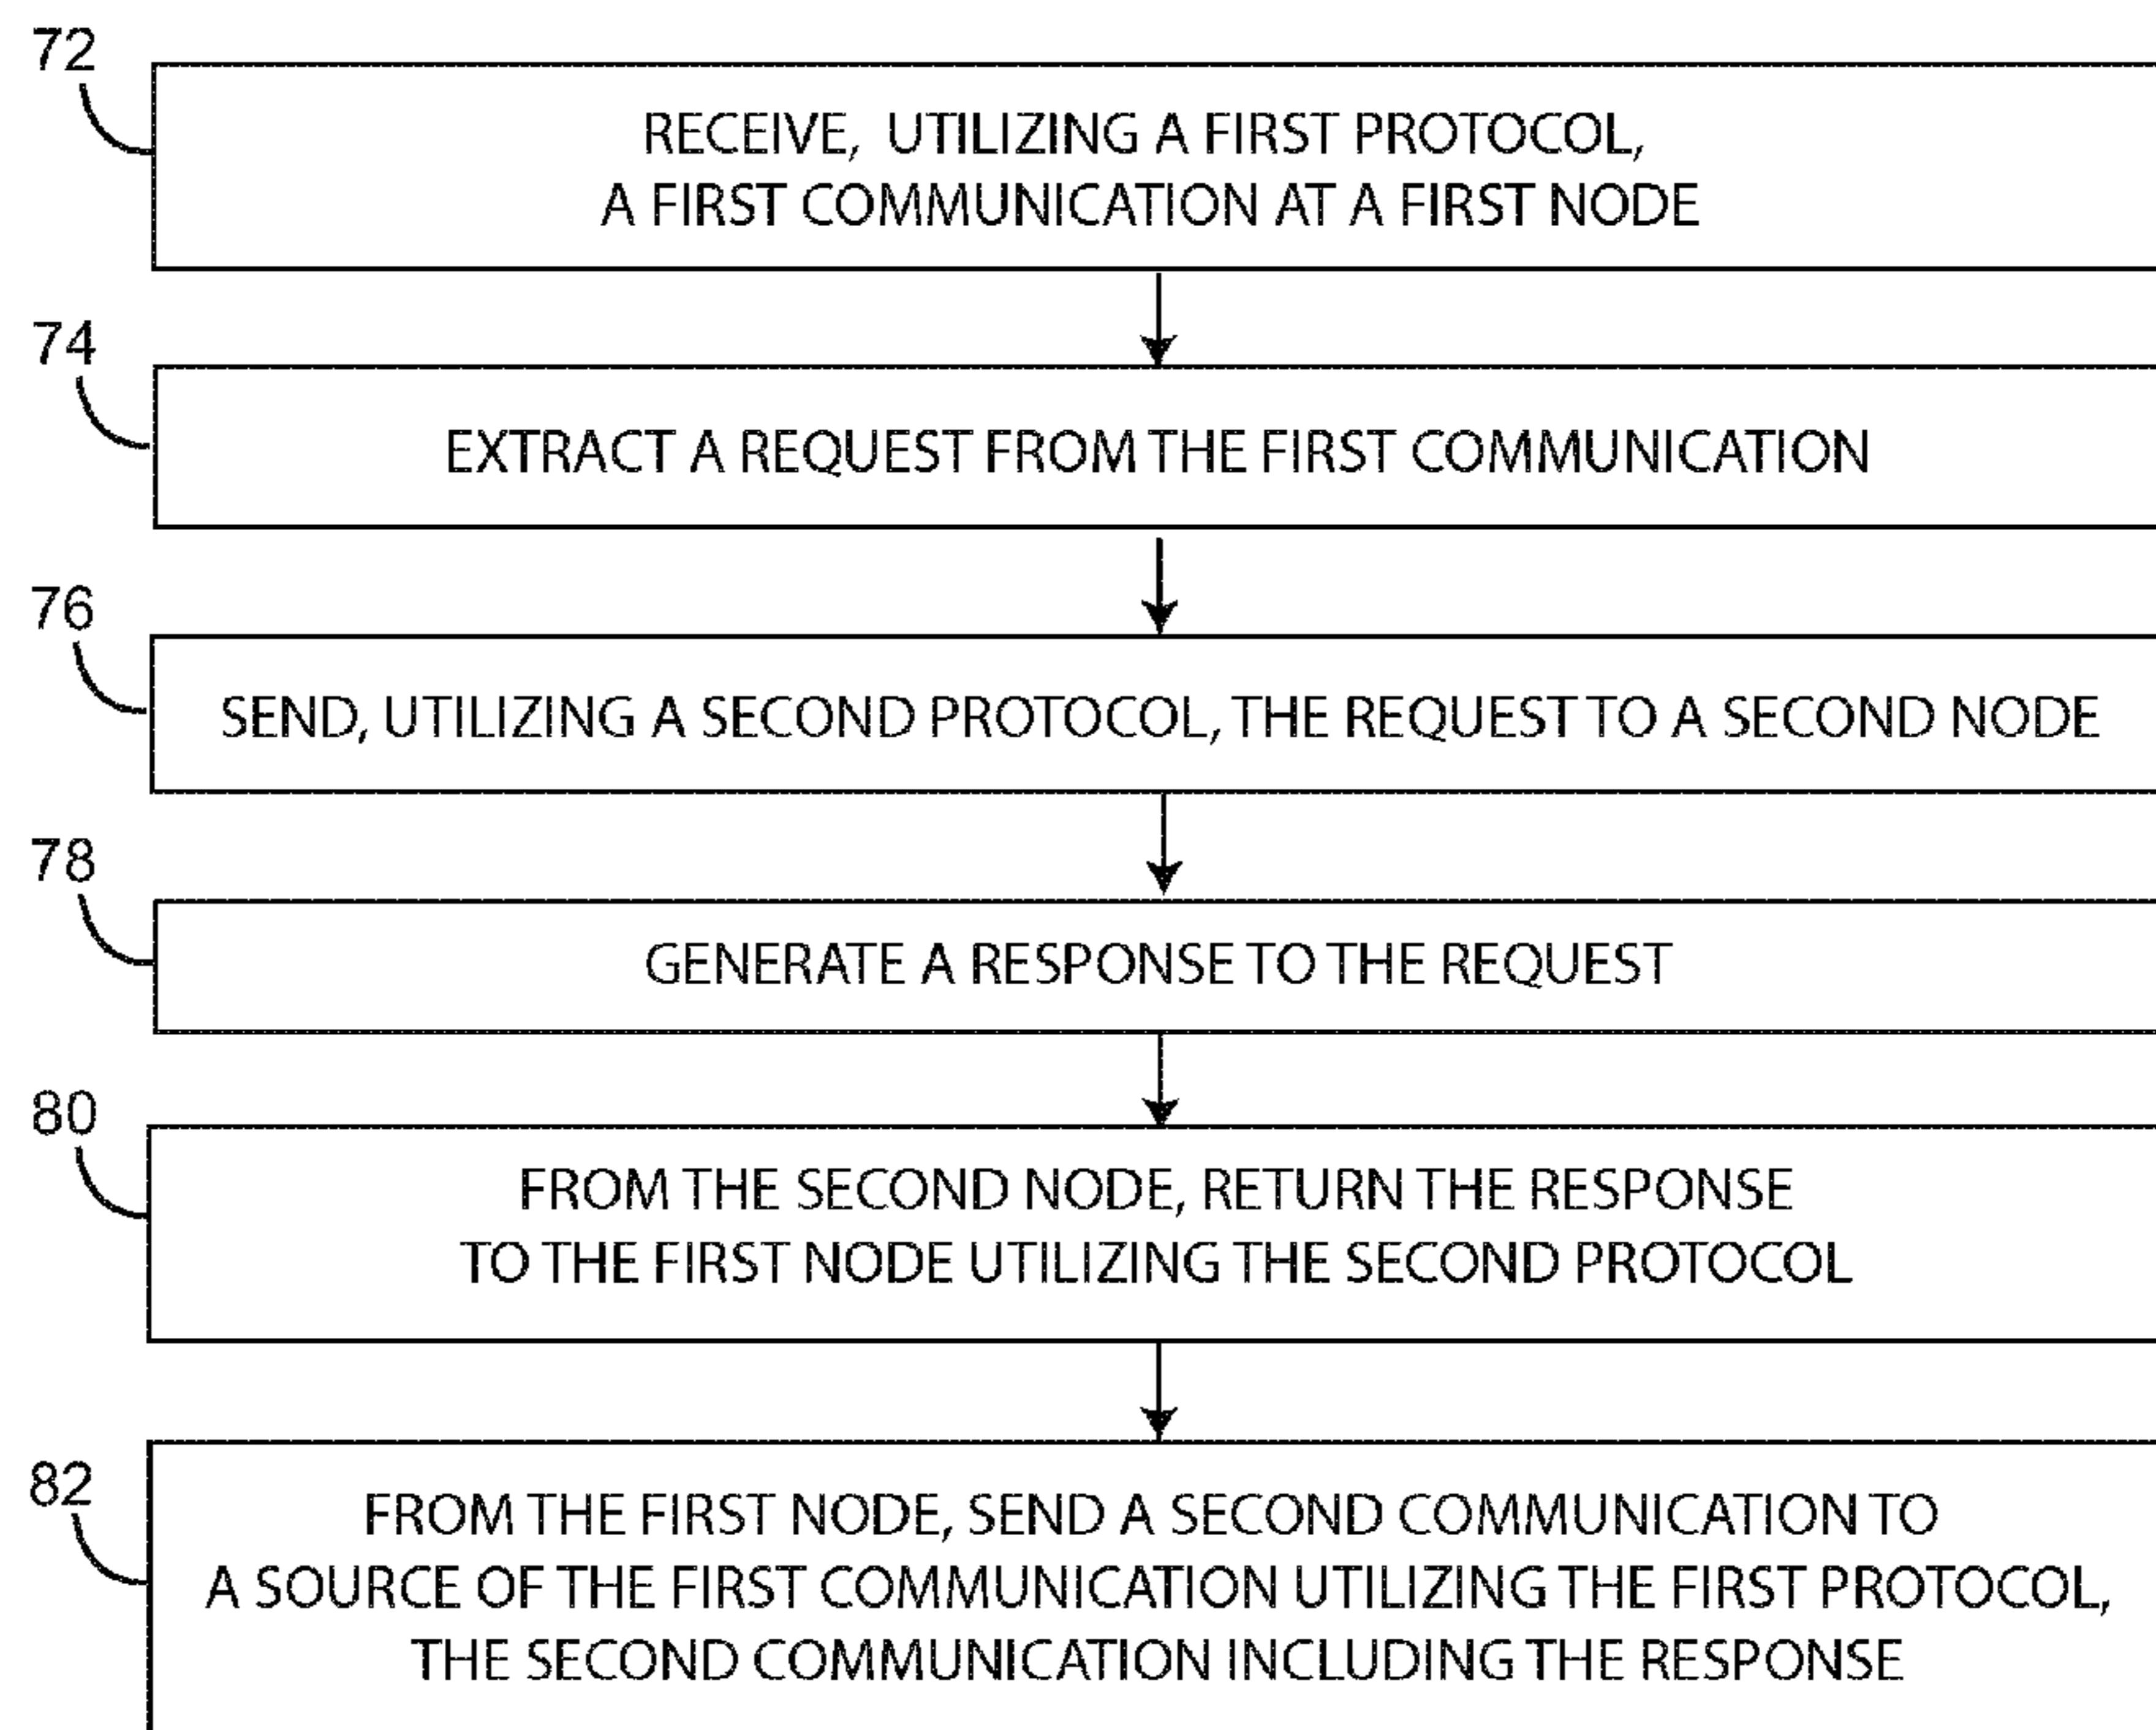 72
RECEIVE, UTILIZING A FIRST PROTOCOL,
A FIRST COMMUNICATION AT A FIRST NODE
74
EXTRACT A REQUEST FROM THE FIRST COMMUNICATION
76
SEND, UTILIZING A SECOND PROTOCOL, THE REQUEST TO A SECOND NODE
78
GENERATE A RESPONSE TO THE REQUEST
80
FROM THE SECOND NODE, RETURN THE RESPONSE
TO THE FIRST NODE UTILIZING THE SECOND PROTOCOL
82
FROM THE FIRST NODE, SEND A SECOND COMMUNICATION TO
A SOURCE OF THE FIRST COMMUNICATION UTILIZING THE FIRST PROTOCOL,
THE SECOND COMMUNICATION INCLUDING THE RESPONSE